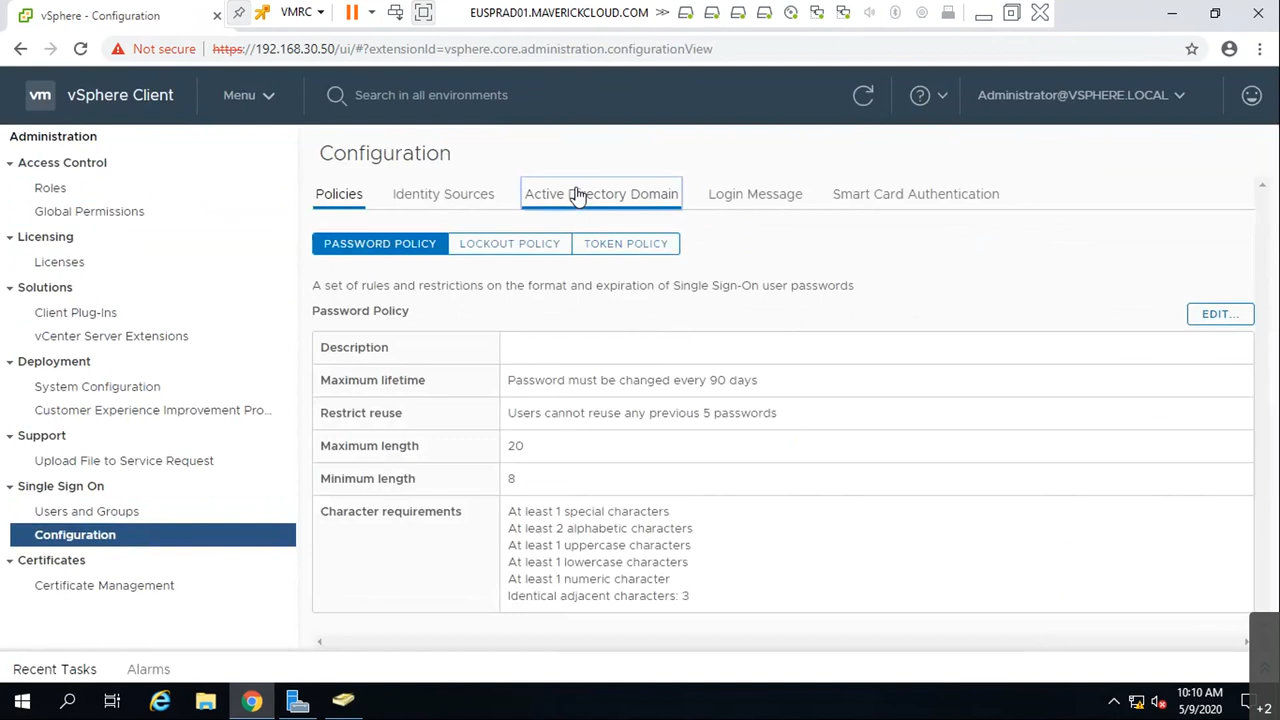 vSphere - Configuration
VMRC
EUSPRAD01.MAVERICKCLOUD.COM
Not secure
https://192.168.30.50/ui/#?extensionId=vsphere.core.administration.configurationView
vm vSphere Client
Menu
Search in all environments
Administrator@VSPHERE.LOCAL
Administration
Access Control
Roles
Global Permissions
Licensing
Licenses
Solutions
Client Plug-Ins
vCenter Server Extensions
Deployment
System Configuration
Customer Experience Improvement Pro...
Support
Upload File to Service Request
Single Sign On
Users and Groups
Configuration
Certificates
Certificate Management
Configuration
Policies
Identity Sources
Active Directory Domain
Login Message
Smart Card Authentication
PASSWORD POLICY
LOCKOUT POLICY
TOKEN POLICY
A set of rules and restrictions on the format and expiration of Single Sign-On user passwords
Password Policy
EDIT...
Description
Maximum lifetime
Password must be changed every 90 days
Restrict reuse
Users cannot reuse any previous 5 passwords
Maximum length
20
Minimum length
8
Character requirements
At least 1 special characters
At least 2 alphabetic characters
At least 1 uppercase characters
At least 1 lowercase characters
At least 1 numeric character
Identical adjacent characters: 3
Recent Tasks
Alarms
10:10 AM
5/9/2020
+2